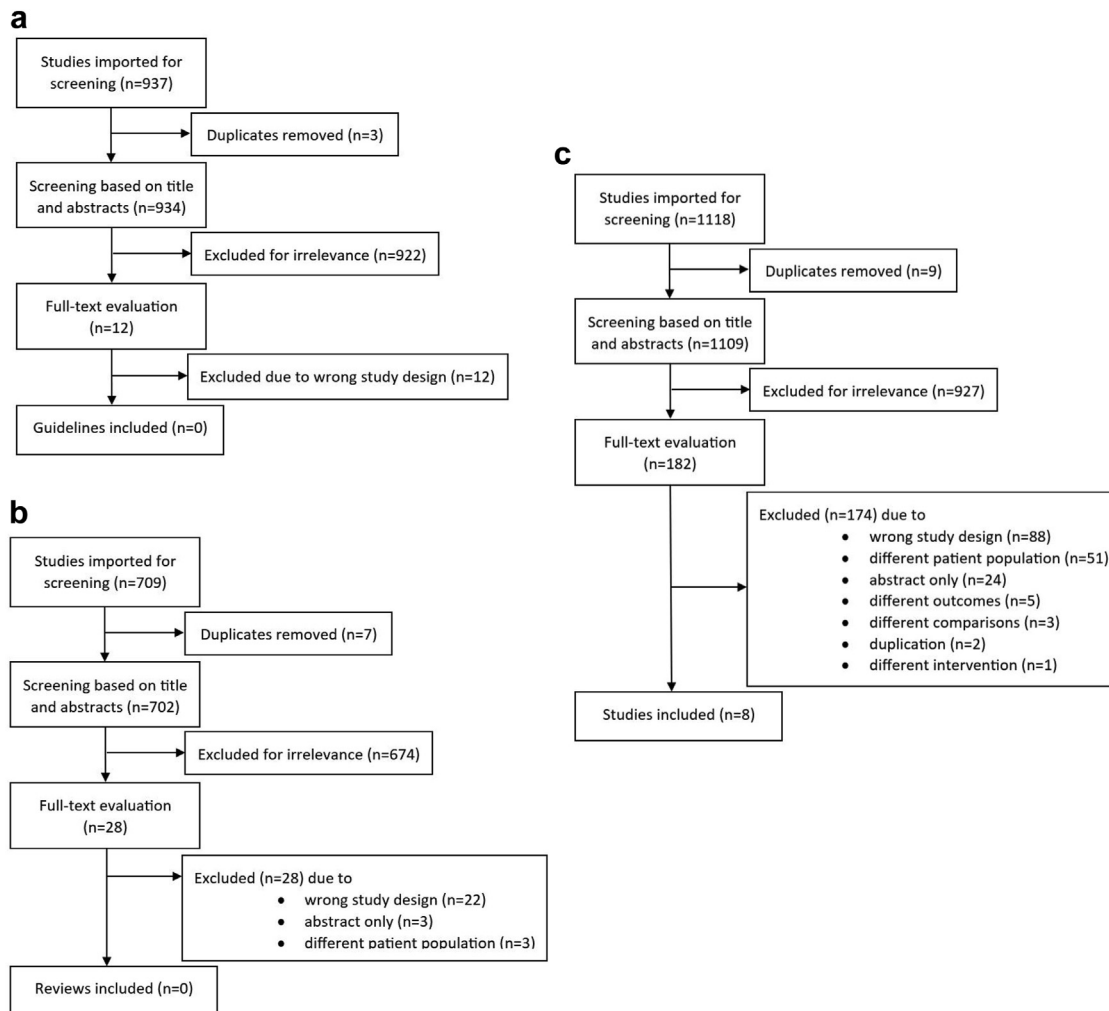 a
Studies imported for
screening (n=937)
Duplicates removed (n=3)
Screening based on title
and abstracts (n=934)
Excluded for irrelevance (n=922)
Full-text evaluation
(n=12)
Excluded due to wrong study design (n=12)
Guidelines included (n=0)
b
Studies imported for
screening (n=709)
Duplicates removed (n=7)
Screening based on title
and abstracts (n=702)
Excluded for irrelevance (n=674)
Full-text evaluation
(n=28)
Excluded (n=28) due to
• wrong study design (n=22)
• abstract only (n=3)
• different patient population (n=3)
Reviews included (n=0)
c
Studies imported for
screening (n=1118)
Duplicates removed (n=9)
Screening based on title
and abstracts (n=1109)
Excluded for irrelevance (n=927)
Full-text evaluation
(n=182)
Excluded (n=174) due to
• wrong study design (n=88)
• different patient population (n=51)
• abstract only (n=24)
• different outcomes (n=5)
• different comparisons (n=3)
• duplication (n=2)
• different intervention (n=1)
Studies included (n=8)